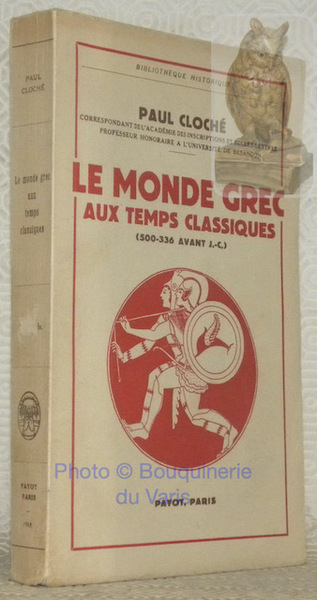 PAUL
CLOCHÉ
Le monde grec
aux
temps
classiques
PAYOT
PARIS
BIBLIOTHÈQUE HISTORIQUE
PAUL CLOCHÉ
CORRESPONDANT DE L'ACADÉMIE DES INSCRIPTIONS ET BELLES-LETTRES
PROFESSEUR HONORAIRE A L'UNIVERSITÉ DE BESANÇON
LE MONDE GREC
AUX TEMPS CLASSIQUES
(500-336 AVANT J.-C.)
Photo © Bouquinerie
du Varis
PAYOT, PARIS